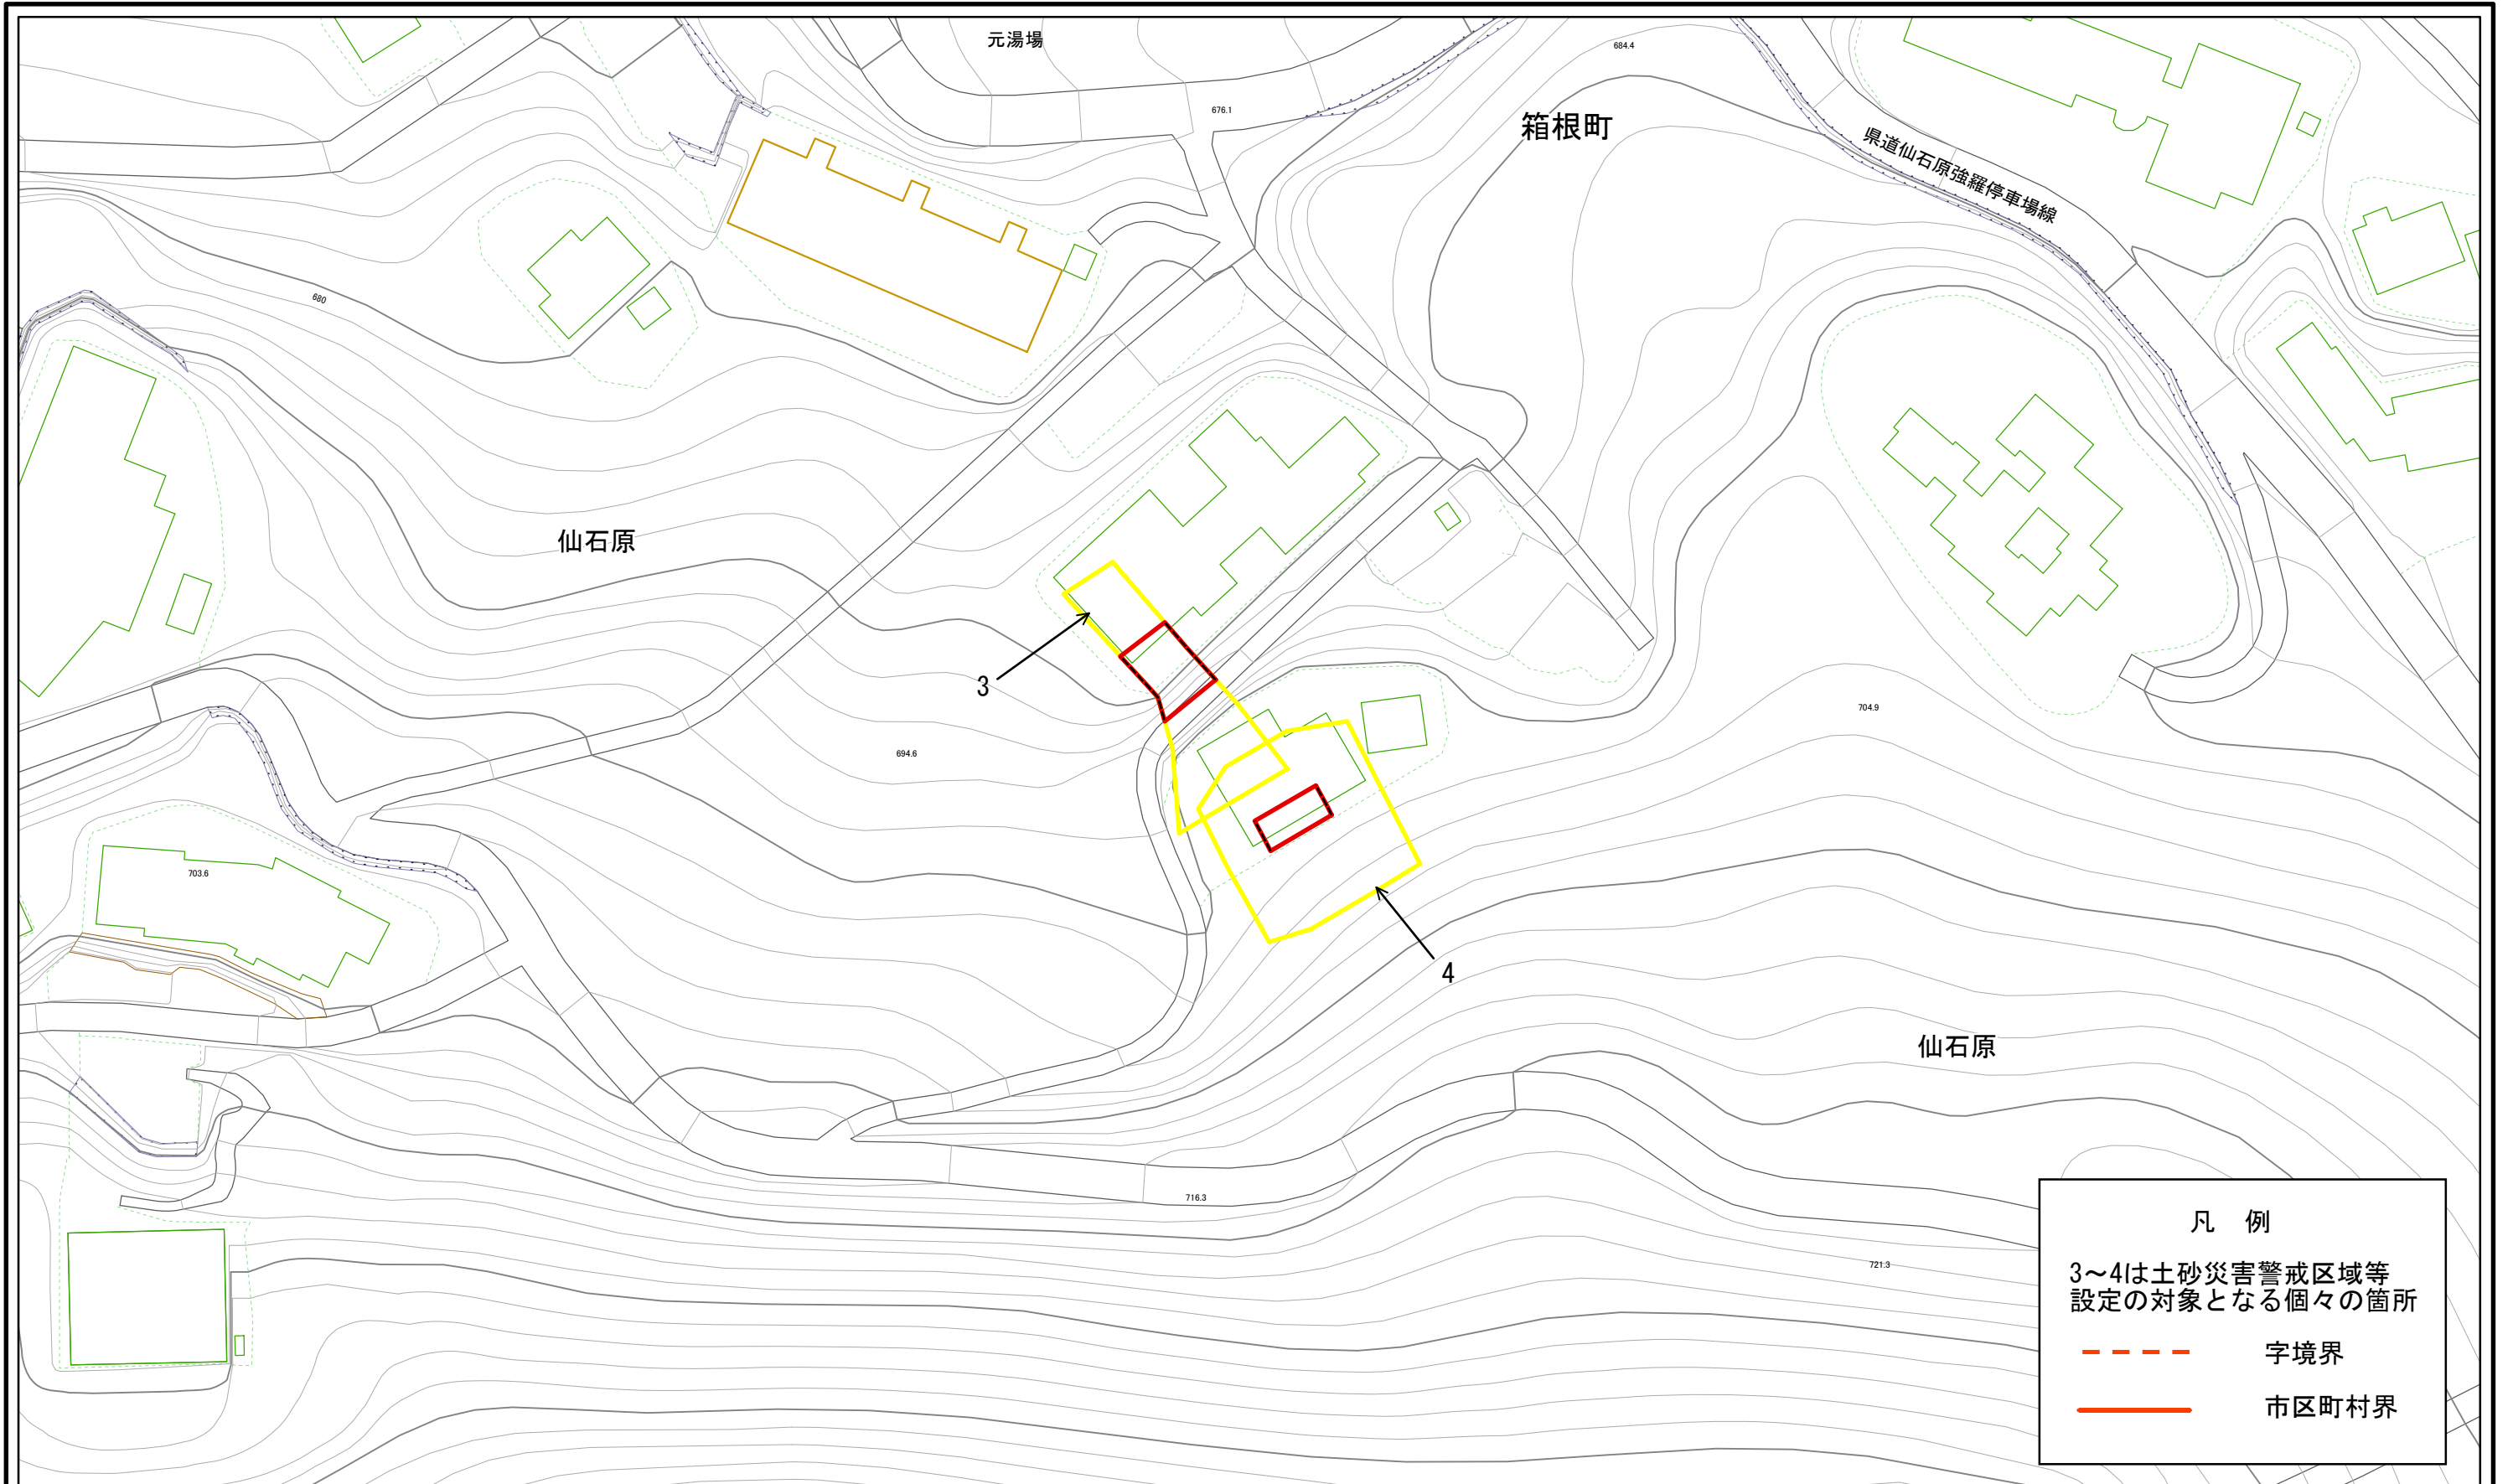 元湯場
684.4
676.1
箱根町
県道仙石原強羅停車場線
680
仙石原
3
704.9
694.6
703.6
4
仙石原
716.3
721.3
凡 例
3～4は土砂災害警戒区域等
設定の対象となる個々の箇所
字境界
市区町村界